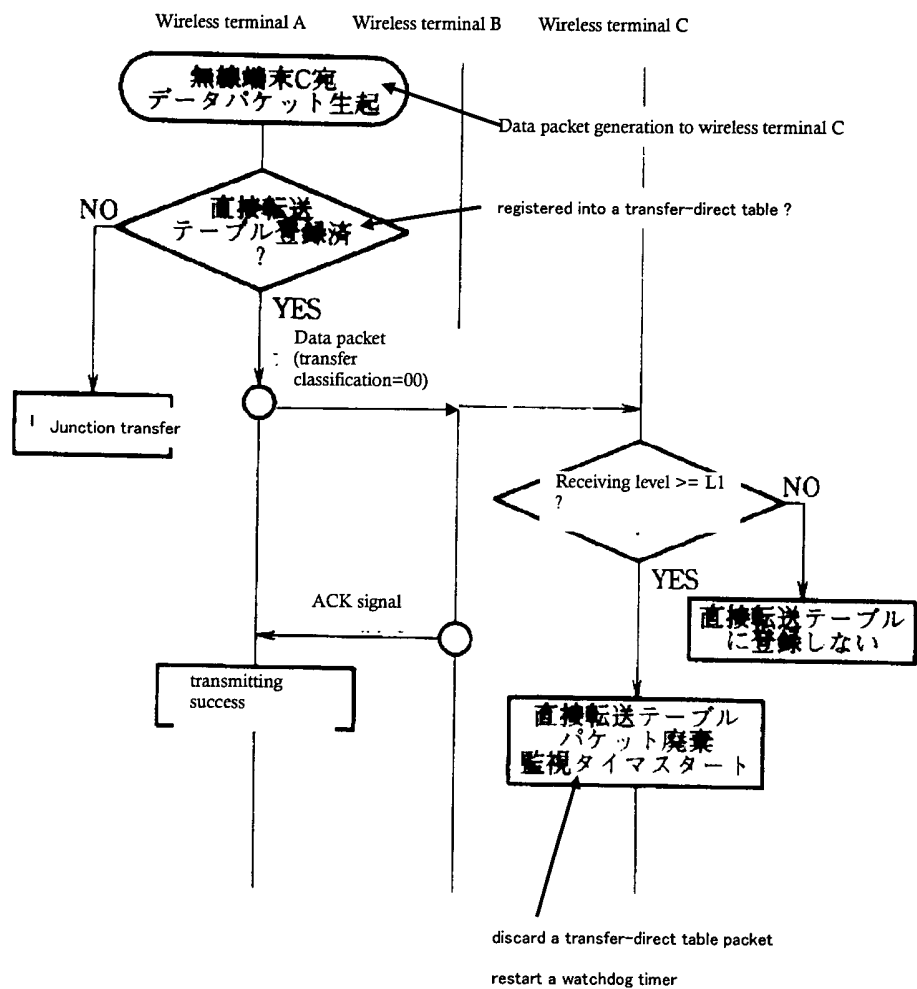 Wireless terminal A Wireless terminal B Wireless terminal C
無線端末C宛
データパケット生起
Data packet generation to wireless terminal C
直接転送
テーブル登録済
?
registered into a transfer-direct table ?
NO
YES
Data packet
(transfer
classification=00)
Junction transfer
Receiving level >= L1
?
NO
YES
ACK signal
直接転送テーブル
に登録しない
transmitting
success
直接転送テーブル
パケット廃棄
監視タイマスタート
discard a transfer-direct table packet
restart a watchdog timer